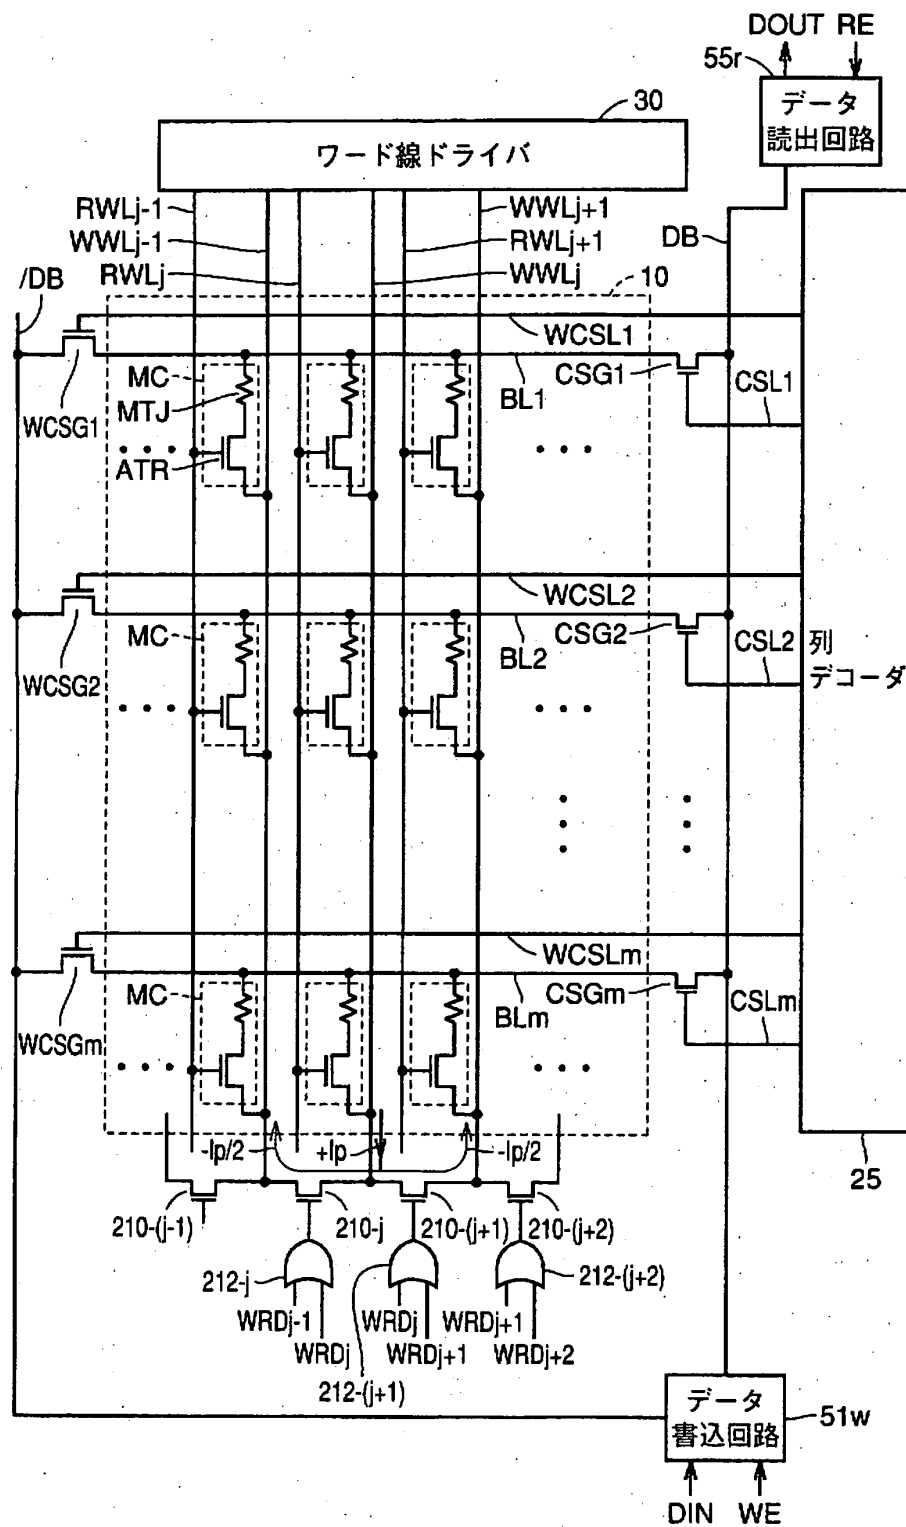 DOUT RE
55r
データ
読出回路
30
ワード線ドライバ
RWLj-1
WWLj+1
WWLj-1
RWLj+1
DB
RWLj
WWLj
/DB
10
WCSL1
MC
CSG1
MTJ
BL1
CSL1
WCSG1
ATR
WCSL2
MC
CSG2
BL2
CSL2
列
デコーダ
WCSG2
WCSLm
MC
CSGm
BLm
CSLm
WCSGm
-Ip/2
+Ip
-Ip/2
25
210-(j-1)
210-j
210-(j+1)
210-(j+2)
212-j
212-(j+2)
WRDj-1
WRDj
WRDj+1
WRDj
WRDj+1
WRDj+2
212-(j+1)
データ
書込回路
51w
DIN WE